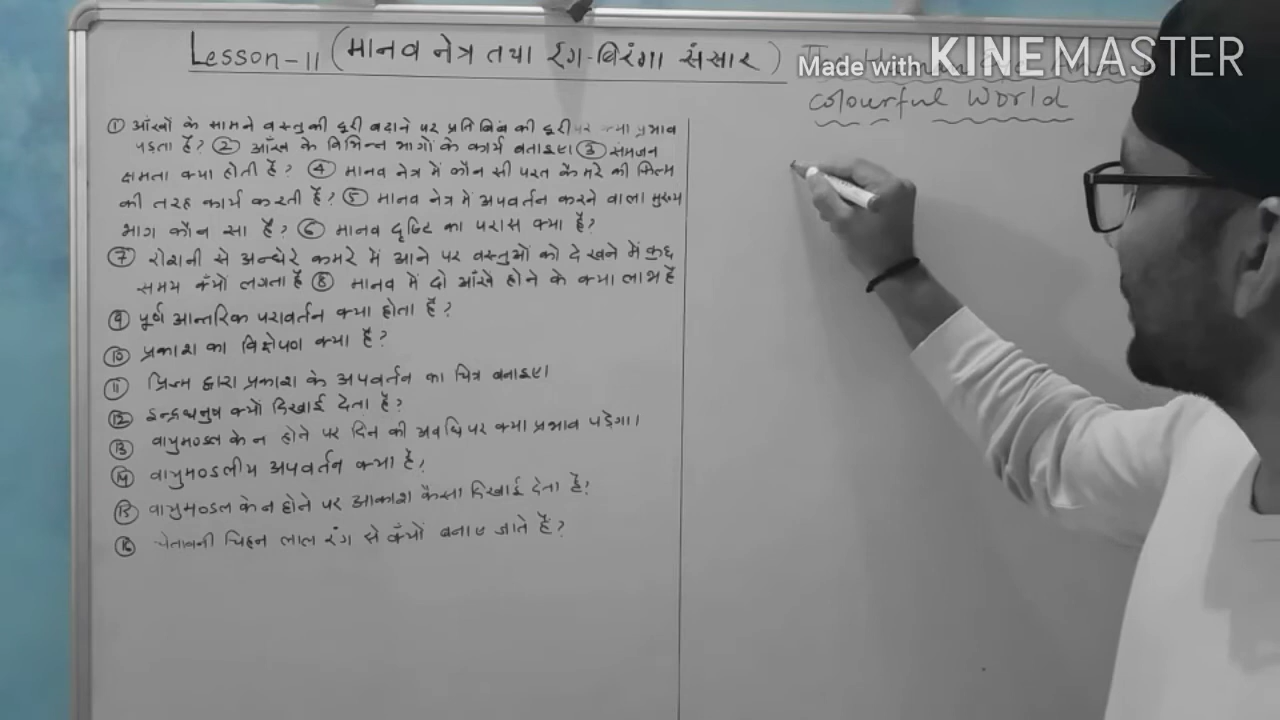 Lesson-11 (मानव नेत्र तथा रंग-बिरंगा संसार)
Made with KINEMASTER
colourful World
① आँखों के सामने वस्तु की दूरी बढ़ाने पर प्रतिबिंब की दूरी पर क्या प्रभाव
पड़ता है? ② आँख के विभिन्न भागों के कार्य बताइए। ③ समंजन
क्षमता क्या होती है? ④ मानव नेत्र में कौन सी परत कैमरे की फिल्म
की तरह कार्य करती है? ⑤ मानव नेत्र में अपवर्तन करने वाला मुख्य
भाग कौन सा है? ⑥ मानव दृष्टि का परास क्या है?
⑦ रोशनी से अन्धेरे कमरे में आने पर वस्तुओं को देखने में कुछ
समय क्यों लगता है ⑧ मानव में दो आँखे होने के क्या लाभ है
⑨ पूर्ण आन्तरिक परावर्तन क्या होता है?
⑩ प्रकाश का विक्षेपण क्या है?
⑪ प्रिज्म द्वारा प्रकाश के अपवर्तन का चित्र बनाइए।
⑫ इन्द्रधनुष क्यों दिखाई देता है?
⑬ वायुमण्डल के न होने पर दिन की अवधि पर क्या प्रभाव पड़ेगा।
⑭ वायुमण्डलीय अपवर्तन क्या है?
⑮ वायुमण्डल के न होने पर आकाश कैसा दिखाई देता है?
⑯ चेतावनी चिह्न लाल रंग से क्यों बनाए जाते हैं?